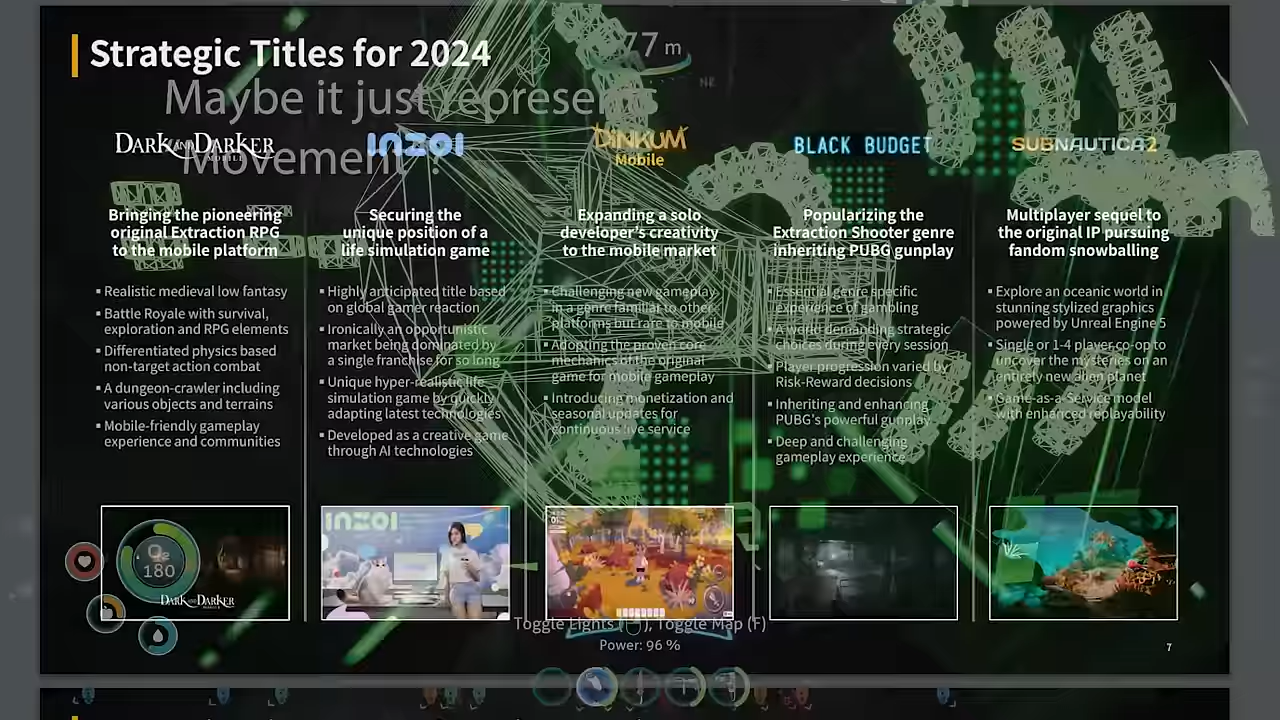 Strategic Titles for 2024
77 m
NE
Maybe it just represents
Movement ?
DARK AND DARKER
MOBILE
inZOI
DiNKUM
Mobile
BLACK BUDGET
SUBNAUTICA 2
Bringing the pioneering
original Extraction RPG
to the mobile platform
Securing the
unique position of a
life simulation game
Expanding a solo
developer's creativity
to the mobile market
Popularizing the
Extraction Shooter genre
inheriting PUBG gunplay
Multiplayer sequel to
the original IP pursuing
fandom snowballing
▪ Realistic medieval low fantasy
▪ Battle Royale with survival,
exploration and RPG elements
▪ Differentiated physics based
non-target action combat
▪ A dungeon-crawler including
various objects and terrains
▪ Mobile-friendly gameplay
experience and communities
▪ Highly anticipated title based
on global gamer reaction
▪ Ironically an opportunistic
market being dominated by
a single franchise for so long
▪ Unique hyper-realistic life
simulation game by quickly
adapting latest technologies
▪ Developed as a creative game
through AI technologies
▪ Challenging new gameplay
in a genre familiar to other
platforms but rare to mobile
▪ Adopting the proven core
mechanics of the original
game for mobile gameplay
▪ Introducing monetization and
seasonal updates for
continuous live service
▪ Essential genre specific
experience of gambling
▪ A world demanding strategic
choices during every session
▪ Player progression varied by
Risk-Reward decisions
▪ Inheriting and enhancing
PUBG's powerful gunplay
▪ Deep and challenging
gameplay experience
▪ Explore an oceanic world in
stunning stylized graphics
powered by Unreal Engine 5
▪ Single or 1-4 player co-op to
uncover the mysteries on an
entirely new alien planet
▪ Game-as-a-Service model
with enhanced replayability
inZOI
O₂
180
DARK AND DARKER
Toggle Lights ( ), Toggle Map (F)
Power: 96 %
7